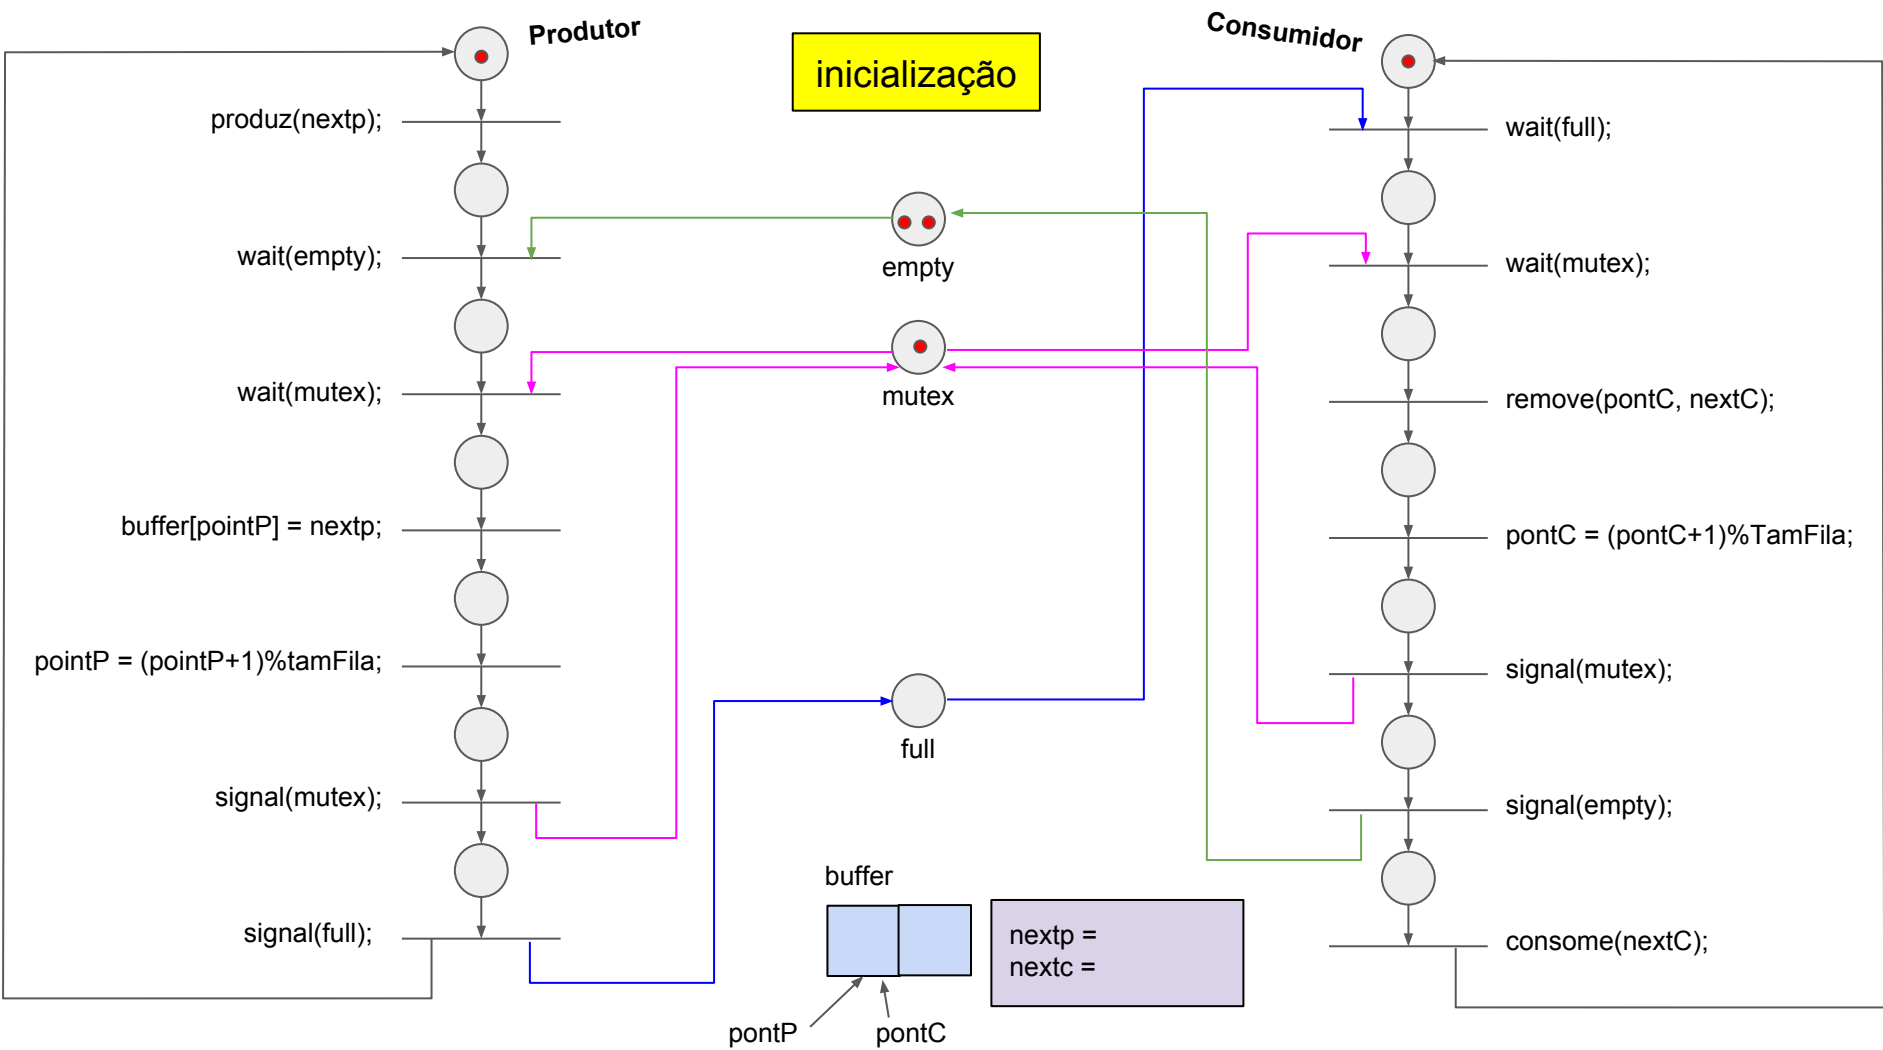 Produtor
inicialização
Consumidor
produz(nextp);
wait(empty);
wait(mutex);
buffer[pointP] = nextp;
pointP = (pointP+1)%tamFila;
signal(mutex);
signal(full);
empty
mutex
full
buffer
pontP
pontC
nextp =
nextc =
wait(full);
wait(mutex);
remove(pontC, nextC);
pontC = (pontC+1)%TamFila;
signal(mutex);
signal(empty);
consome(nextC);